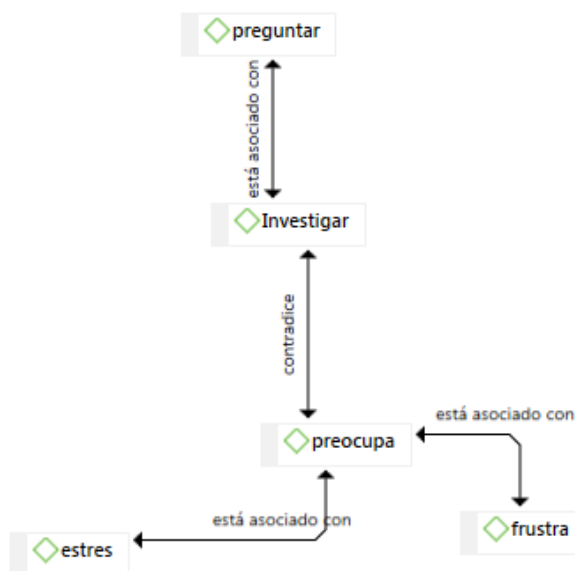 preguntar
está asociado con
Investigar
contradice
preocupa
está asociado con
está asociado con
frustra
estres